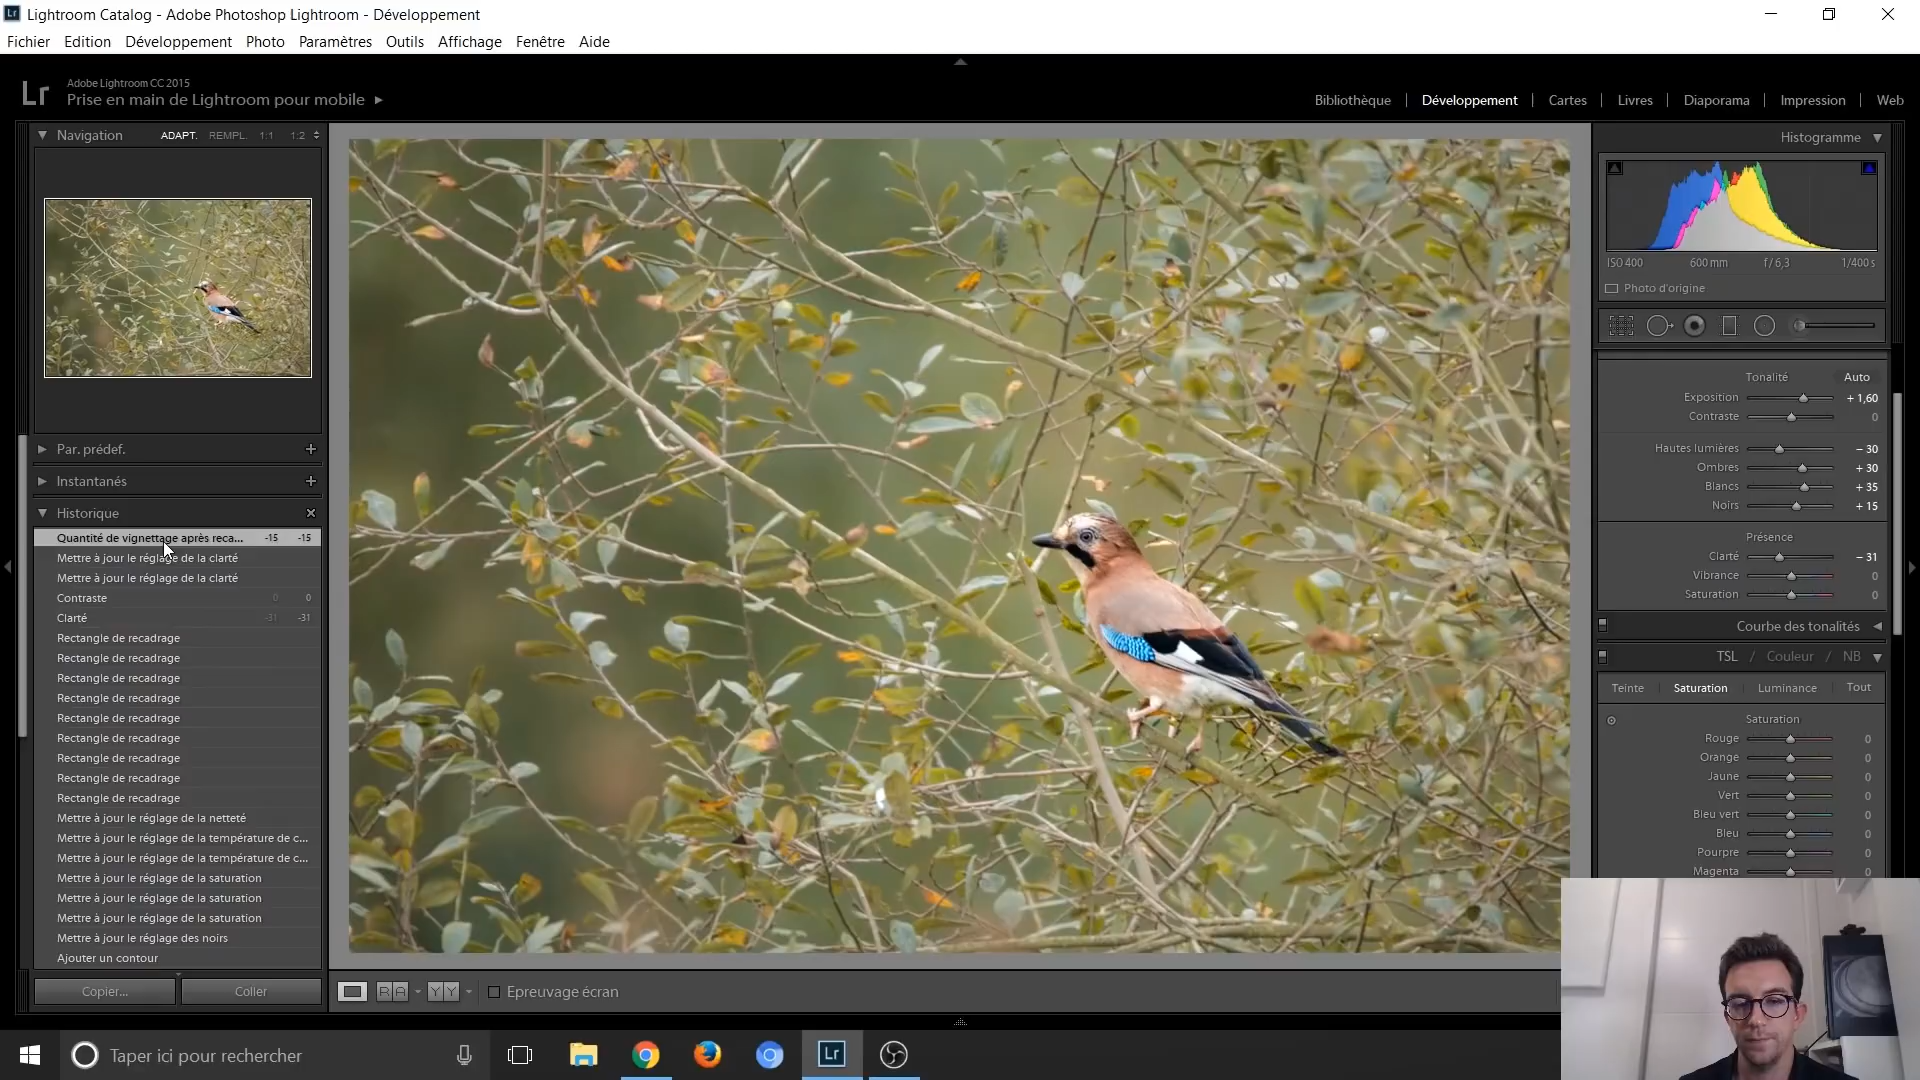 Lr Lightroom Catalog - Adobe Photoshop Lightroom - Développement
Fichier Edition Développement Photo Paramètres Outils Affichage Fenêtre Aide
Lr
Adobe Lightroom CC 2015
Prise en main de Lightroom pour mobile
Bibliothèque | Développement | Cartes | Livres | Diaporama | Impression | Web
Navigation ADAPT. REMPL. 1:1 1:2
Par. prédef.
Instantanés
Historique
Quantité de vignettage après reca... -15 -15
Mettre à jour le réglage de la clarté
Mettre à jour le réglage de la clarté
Contraste 0 0
Clarté -31 -31
Rectangle de recadrage
Rectangle de recadrage
Rectangle de recadrage
Rectangle de recadrage
Rectangle de recadrage
Rectangle de recadrage
Rectangle de recadrage
Rectangle de recadrage
Rectangle de recadrage
Mettre à jour le réglage de la netteté
Mettre à jour le réglage de la température de c...
Mettre à jour le réglage de la température de c...
Mettre à jour le réglage de la saturation
Mettre à jour le réglage de la saturation
Mettre à jour le réglage de la saturation
Mettre à jour le réglage des noirs
Ajouter un contour
Copier... Coller
R A Y Y Epreuvage écran
Histogramme
ISO 400 600 mm f / 6,3 1/400 s
Photo d'origine
Tonalité Auto
Exposition + 1,60
Contraste 0
Hautes lumières – 30
Ombres + 30
Blancs + 35
Noirs + 15
Présence
Clarté – 31
Vibrance 0
Saturation 0
Courbe des tonalités
TSL / Couleur / NB
Teinte Saturation Luminance Tout
Saturation
Rouge 0
Orange 0
Jaune 0
Vert 0
Bleu vert 0
Bleu 0
Pourpre 0
Magenta 0
Taper ici pour rechercher
Lr